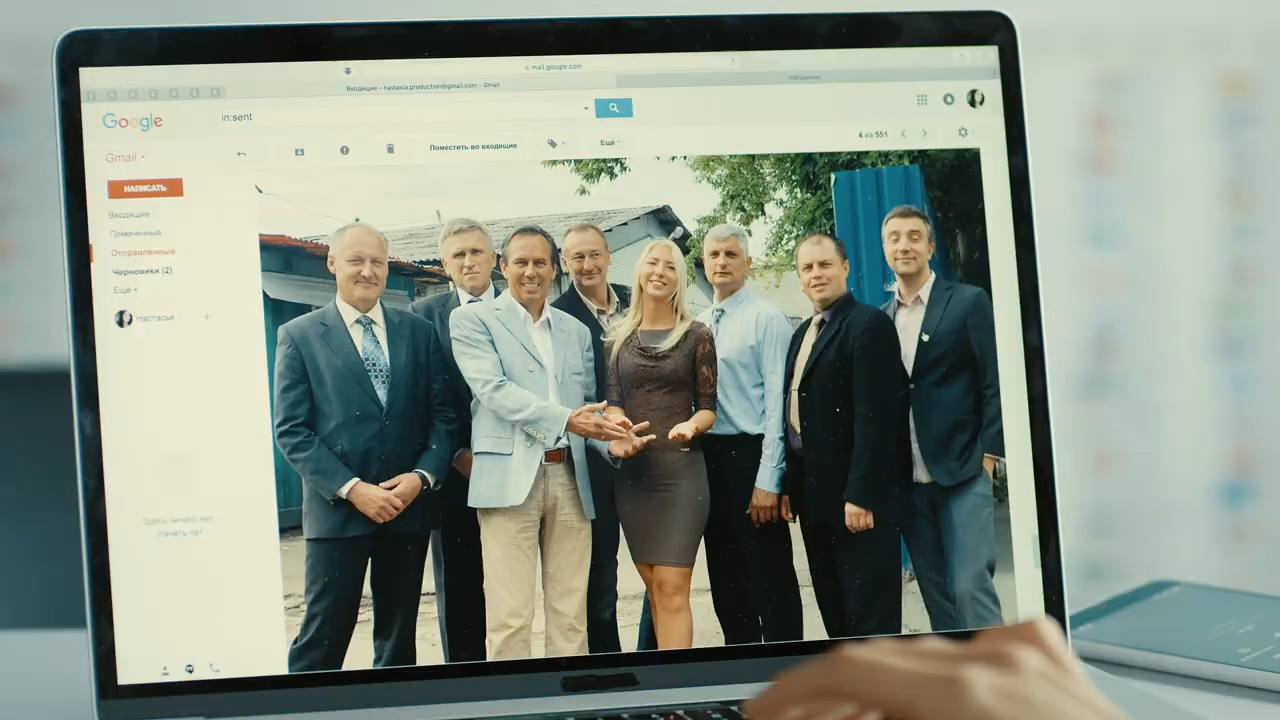 mail.google.com
Входящие - nastasia.production@gmail.com - Gmail
Google
in:sent
Gmail
4 из 551
Поместить во входящие
Ещё
НАПИСАТЬ
Входящие
Помеченные
Отправленные
Черновики (2)
Ещё
Настасья
Здесь ничего нет.
Начать чат